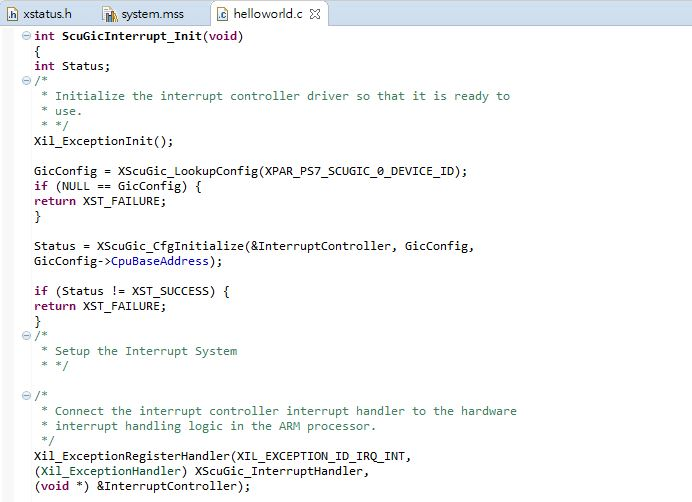 xstatus.h system.mss helloworld.c
int ScuGicInterrupt_Init(void)
{
int Status;
/*
* Initialize the interrupt controller driver so that it is ready to
* use.
* */
Xil_ExceptionInit();
GicConfig = XScuGic_LookupConfig(XPAR_PS7_SCUGIC_0_DEVICE_ID);
if (NULL == GicConfig) {
return XST_FAILURE;
}
Status = XScuGic_CfgInitialize(&InterruptController, GicConfig,
GicConfig->CpuBaseAddress);
if (Status != XST_SUCCESS) {
return XST_FAILURE;
}
/*
* Setup the Interrupt System
* */
/*
* Connect the interrupt controller interrupt handler to the hardware
* interrupt handling logic in the ARM processor.
*/
Xil_ExceptionRegisterHandler(XIL_EXCEPTION_ID_IRQ_INT,
(Xil_ExceptionHandler) XScuGic_InterruptHandler,
(void *) &InterruptController);